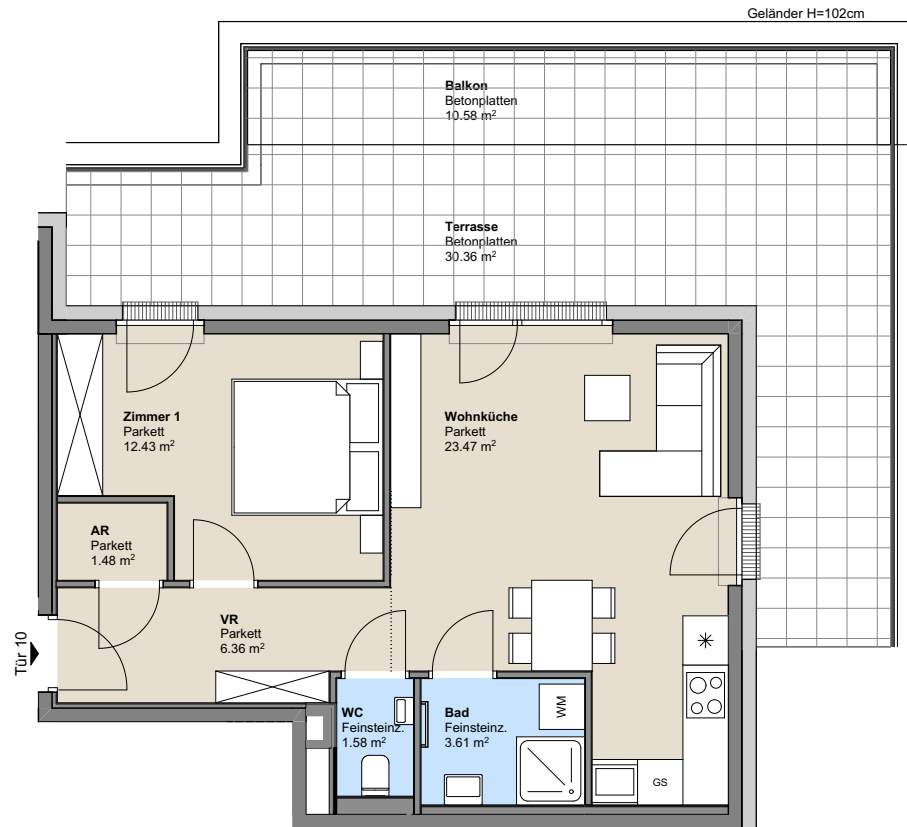 Geländer H=102cm
Balkon
Betonplatten
10.58 m²
Terrasse
Betonplatten
30.36 m²
Zimmer 1
Parkett
12.43 m²
Wohnküche
Parkett
23.47 m²
AR
Parkett
1.48 m²
VR
Parkett
6.36 m²
Tür 10
WC
Feinsteinz.
1.58 m²
Bad
Feinsteinz.
3.61 m²
WM
GS